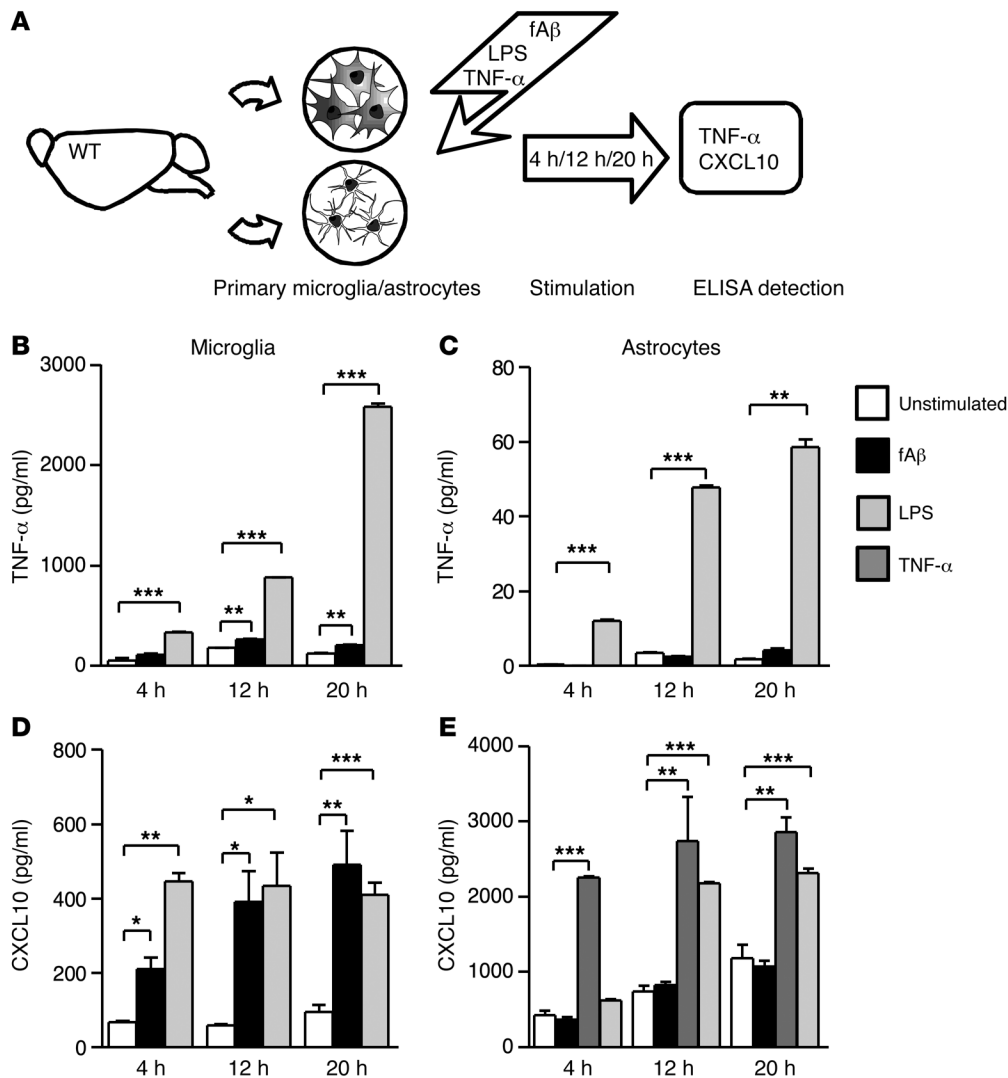 A
fAβ
LPS
TNF-α
WT
4 h/12 h/20 h
TNF-α
CXCL10
Primary microglia/astrocytes
Stimulation
ELISA detection
B
Microglia
TNF-α (pg/ml)
3000
2000
1000
0
***
***
**
***
**
4 h
12 h
20 h
C
Astrocytes
TNF-α (pg/ml)
80
60
40
20
0
***
***
**
4 h
12 h
20 h
Unstimulated
fAβ
LPS
TNF-α
D
CXCL10 (pg/ml)
800
600
400
200
0
**
*
*
*
***
**
4 h
12 h
20 h
E
CXCL10 (pg/ml)
4000
3000
2000
1000
0
***
***
**
***
**
4 h
12 h
20 h